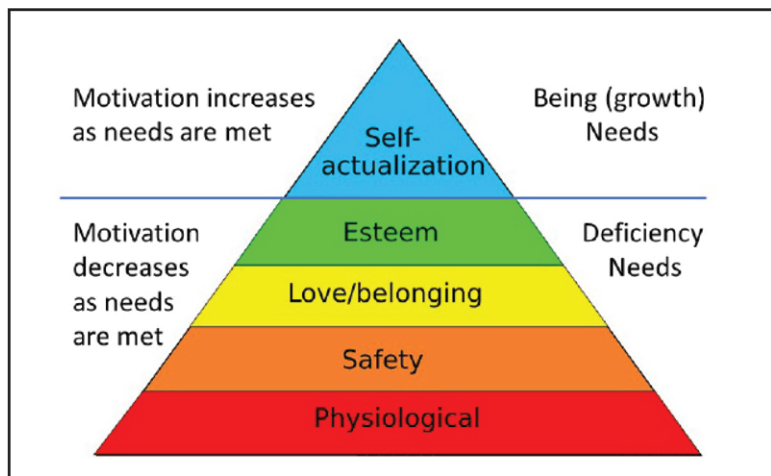 Motivation increases
as needs are met
Being (growth)
Needs
Self-
actualization
Motivation
decreases
as needs
are met
Esteem
Deficiency
Needs
Love/belonging
Safety
Physiological